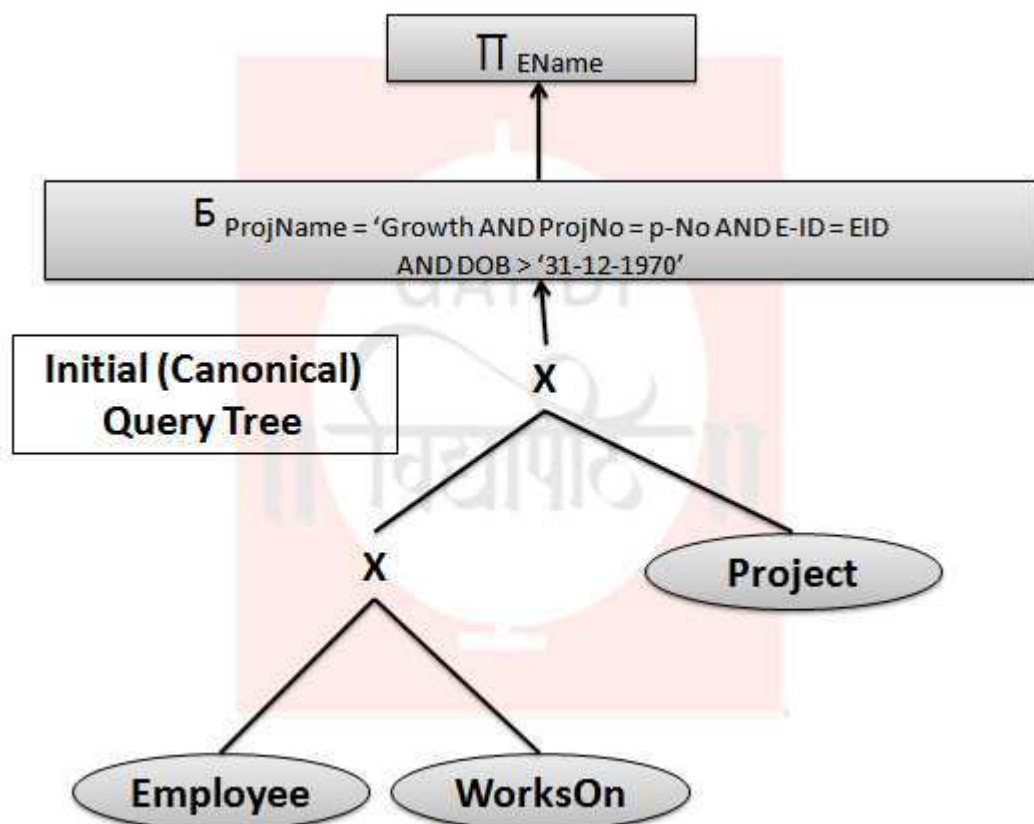 ∏ EName
Б ProjName = ‘Growth AND ProjNo = p-No AND E-ID = EID
AND DOB > ‘31-12-1970’
Initial (Canonical)
Query Tree
X
X
Project
Employee
WorksOn
विद्यापीठ